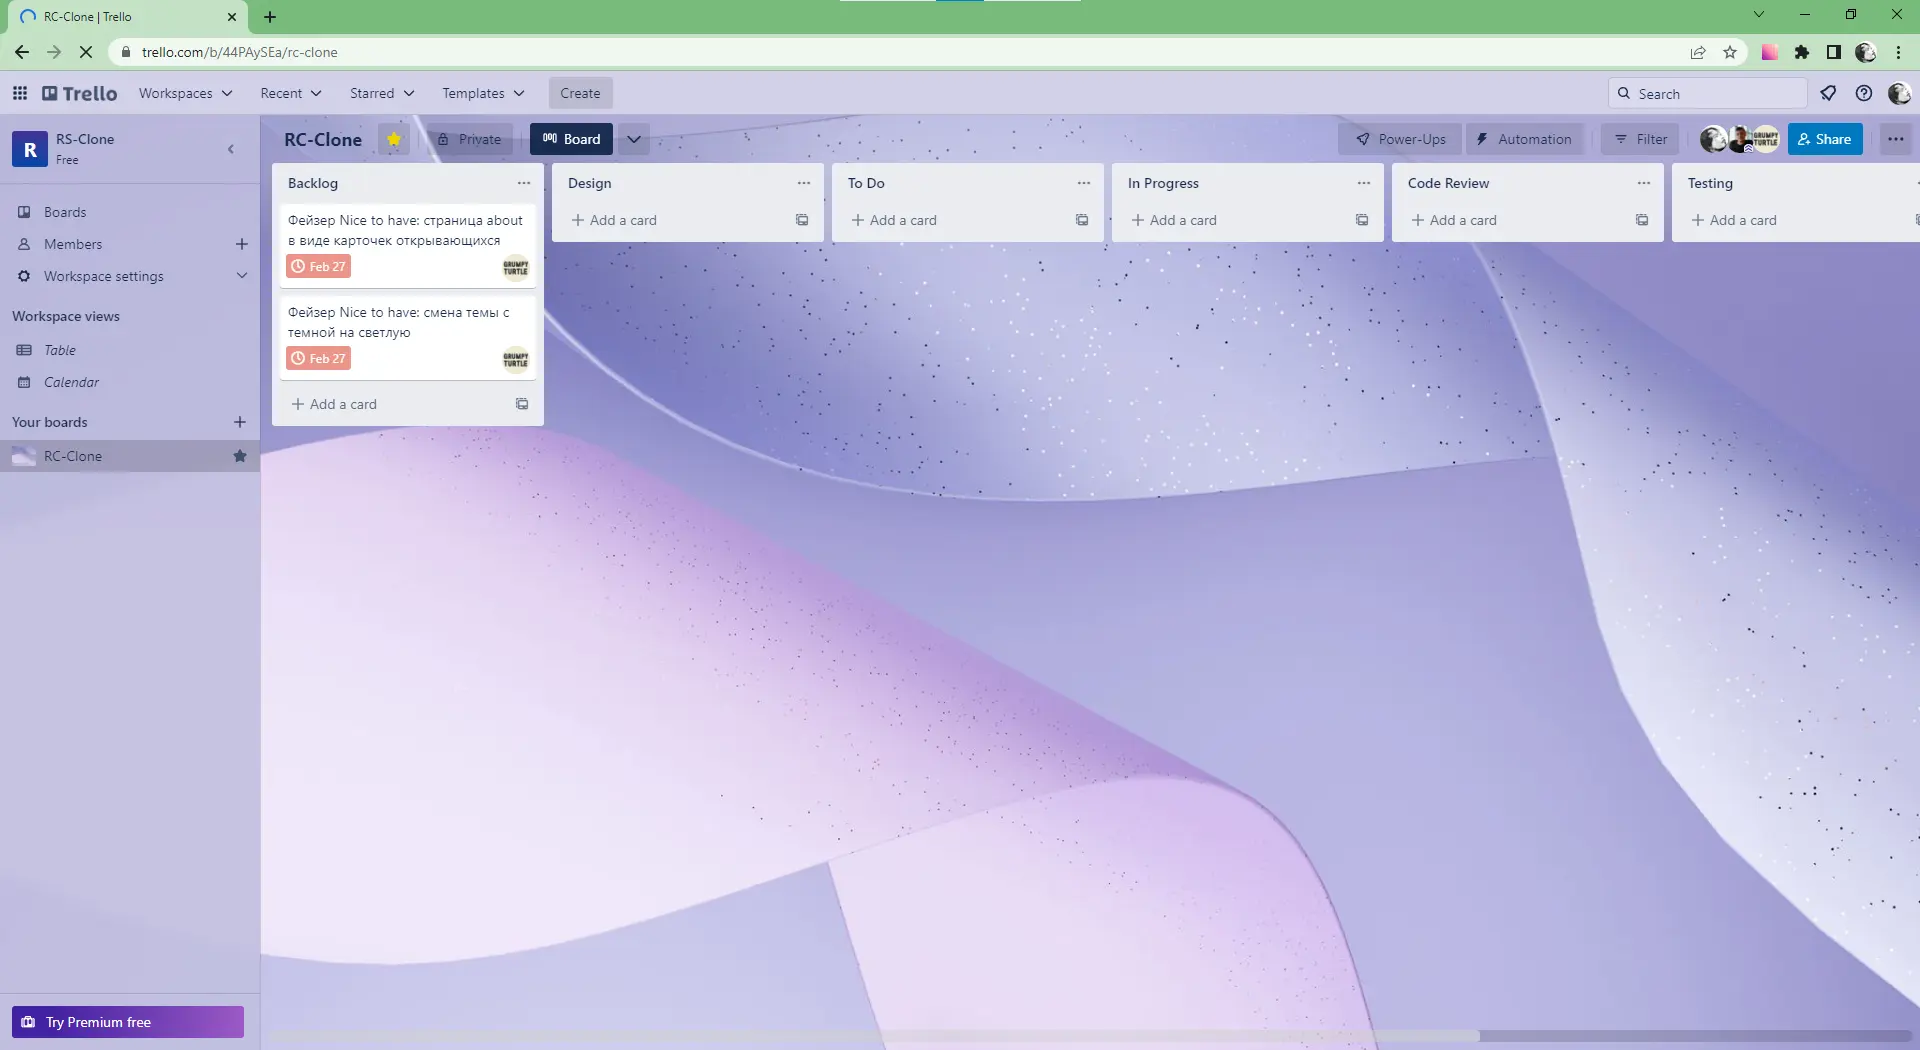 RC-Clone | Trello
trello.com/b/44PAySEa/rc-clone
Trello
Workspaces
Recent
Starred
Templates
Create
Search
R
RS-Clone
Free
RC-Clone
Private
Board
Power-Ups
Automation
Filter
GRUMPY
TURTLE
Share
Boards
Members
Workspace settings
Workspace views
Table
Calendar
Your boards
RC-Clone
Try Premium free
Backlog
Фейзер Nice to have: страница about
в виде карточек открывающихся
Feb 27
GRUMPY
TURTLE
Фейзер Nice to have: смена темы с
темной на светлую
Feb 27
GRUMPY
TURTLE
Add a card
Design
Add a card
To Do
Add a card
In Progress
Add a card
Code Review
Add a card
Testing
Add a card